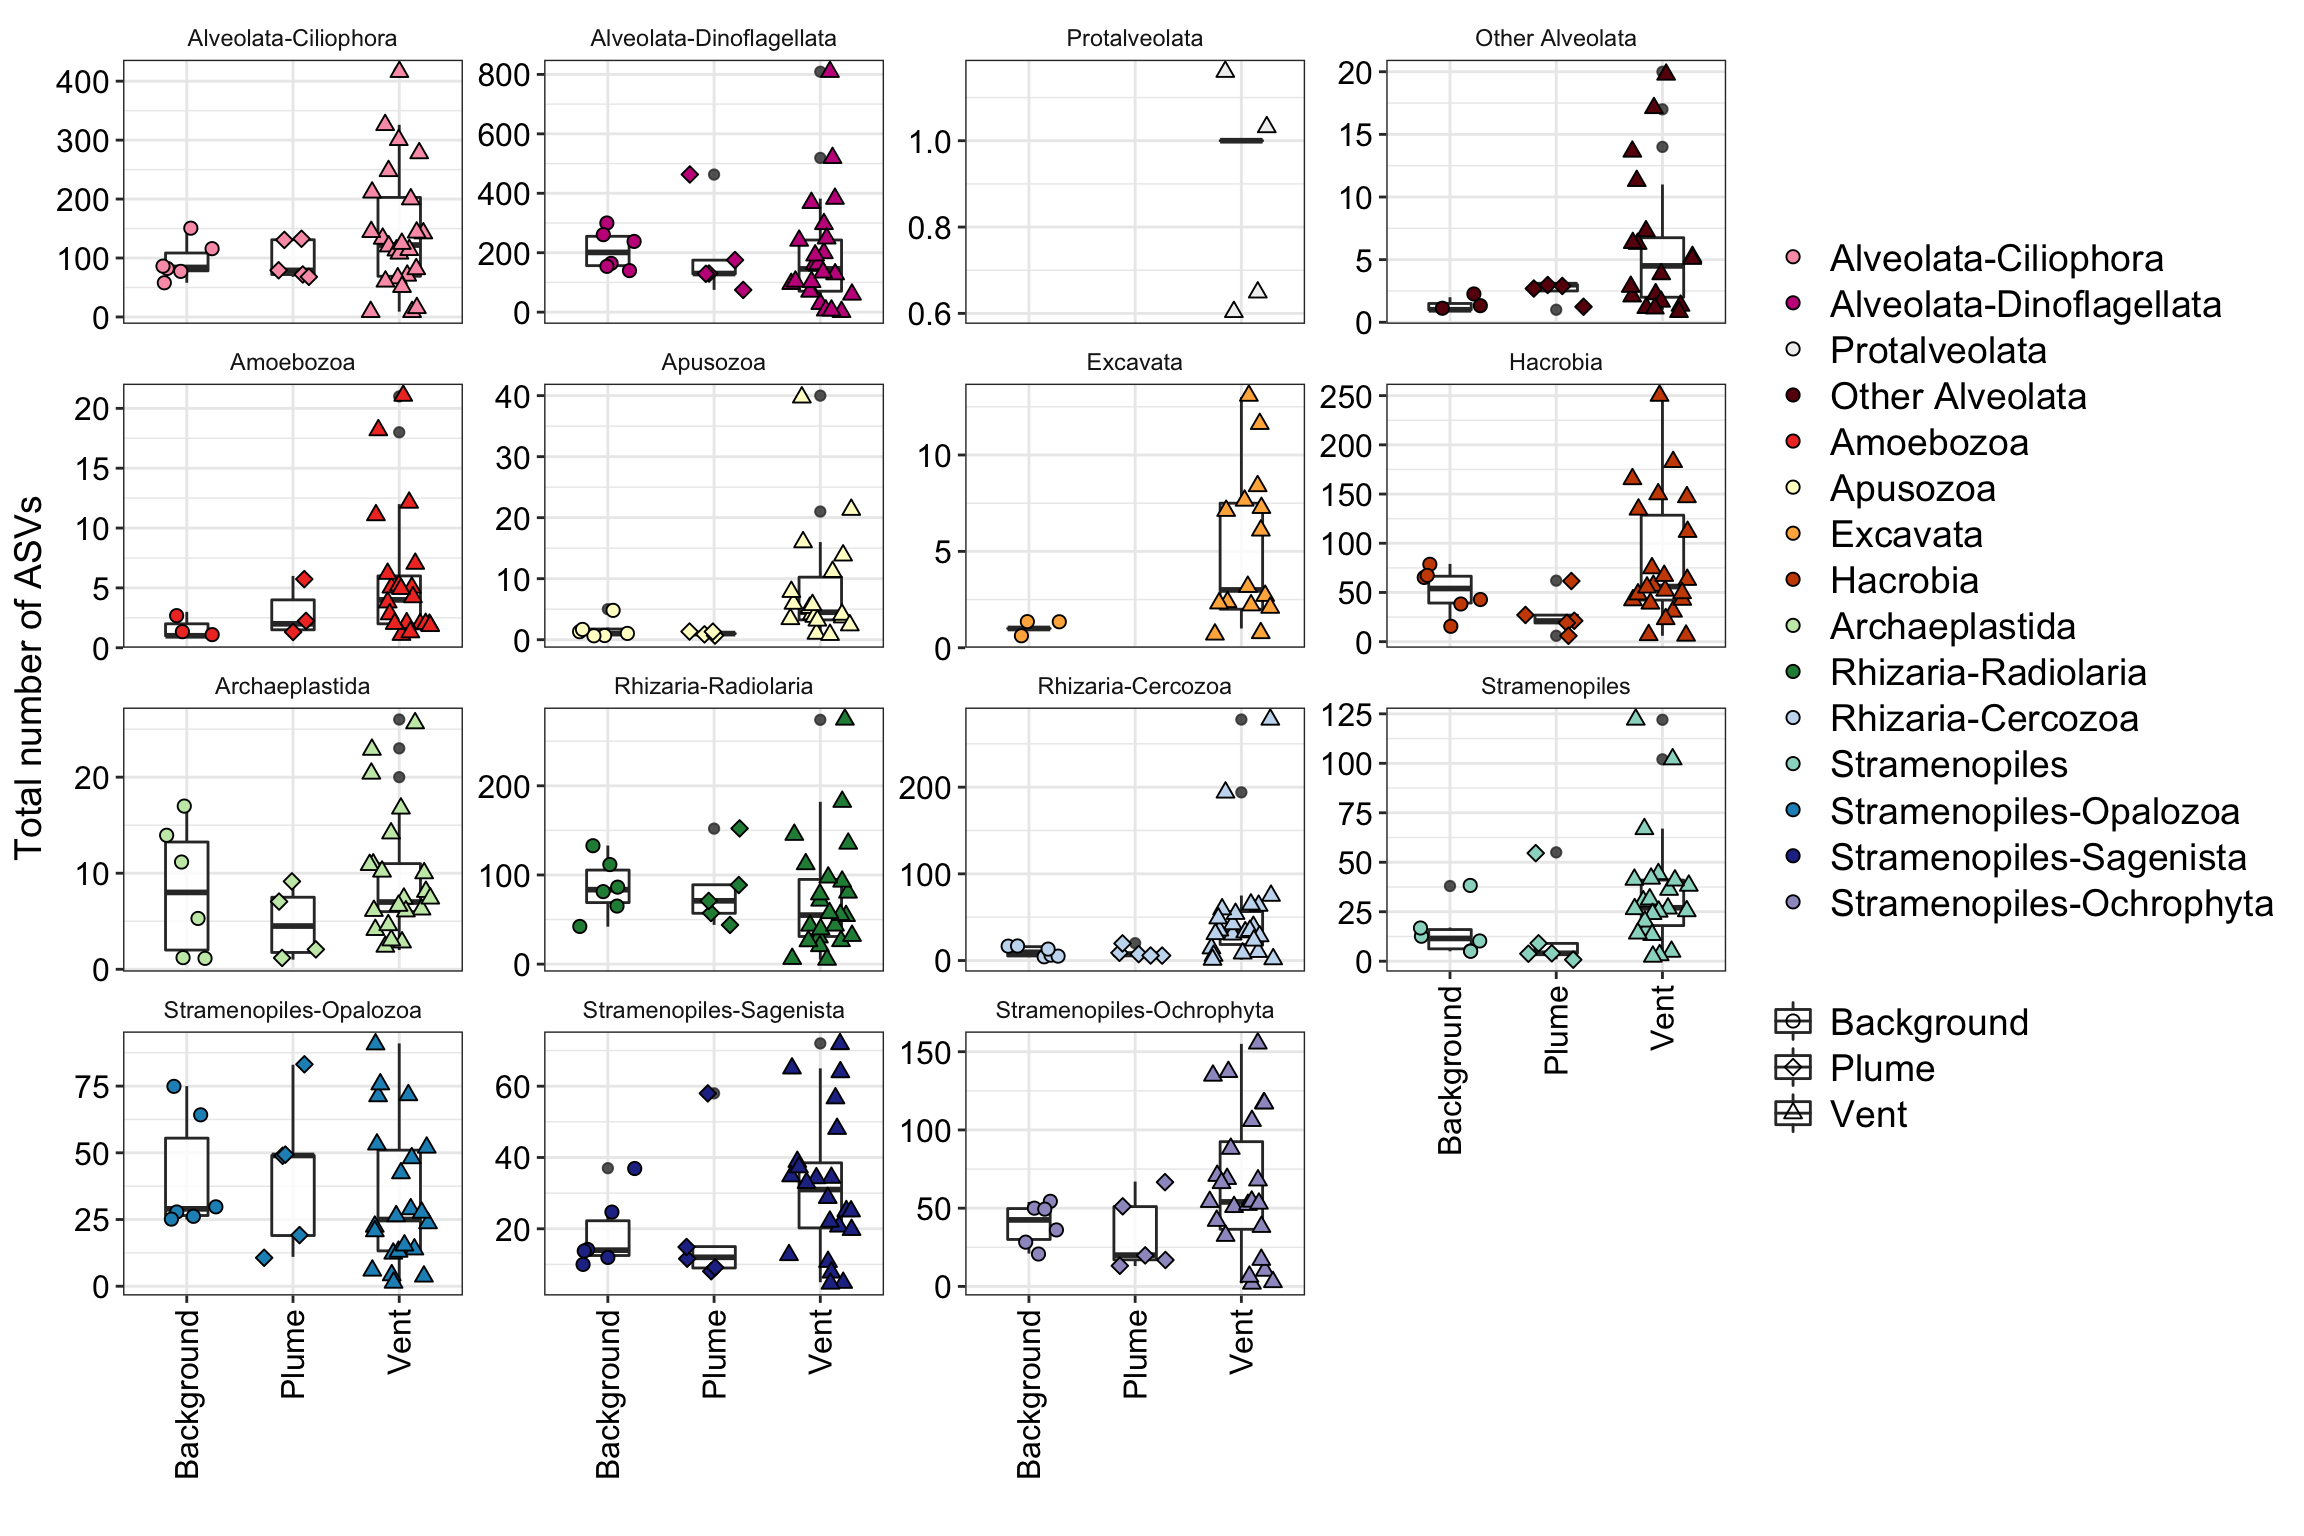 Total number of ASVs
Alveolata-Ciliophora
400
300
200
100
0
Alveolata-Dinoflagellata
800
600
400
200
0
Protalveolata
1.0
0.8
0.6
Other Alveolata
20
15
10
5
0
Amoebozoa
20
15
10
5
0
Apusozoa
40
30
20
10
0
Excavata
10
5
0
Hacrobia
250
200
150
100
50
0
Archaeplastida
20
10
0
Rhizaria-Radiolaria
200
100
0
Rhizaria-Cercozoa
200
100
0
Stramenopiles
125
100
75
50
25
0
Background
Plume
Vent
Stramenopiles-Opalozoa
75
50
25
0
Background
Plume
Vent
Stramenopiles-Sagenista
60
40
20
Background
Plume
Vent
Stramenopiles-Ochrophyta
150
100
50
0
Background
Plume
Vent
Alveolata-Ciliophora
Alveolata-Dinoflagellata
Protalveolata
Other Alveolata
Amoebozoa
Apusozoa
Excavata
Hacrobia
Archaeplastida
Rhizaria-Radiolaria
Rhizaria-Cercozoa
Stramenopiles
Stramenopiles-Opalozoa
Stramenopiles-Sagenista
Stramenopiles-Ochrophyta
Background
Plume
Vent